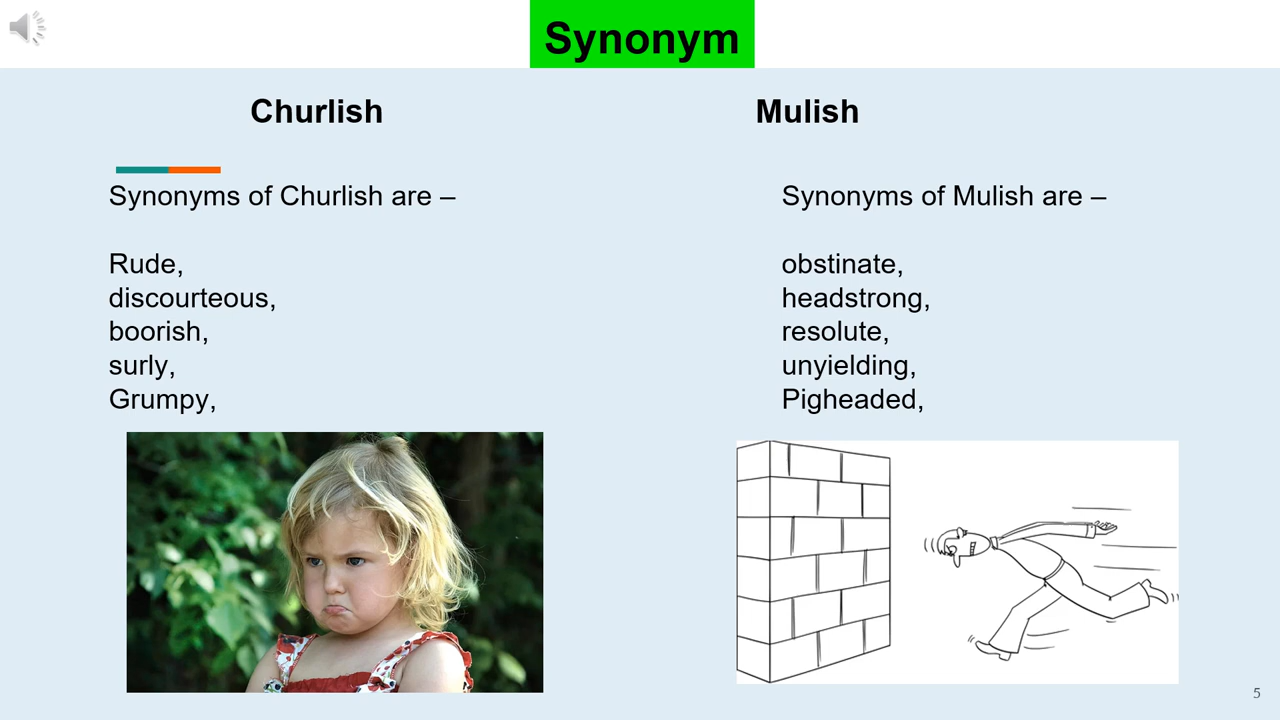 Synonym
Churlish
Synonyms of Churlish are –
Rude,
discourteous,
boorish,
surly,
Grumpy,
Mulish
Synonyms of Mulish are –
obstinate,
headstrong,
resolute,
unyielding,
Pigheaded,
5